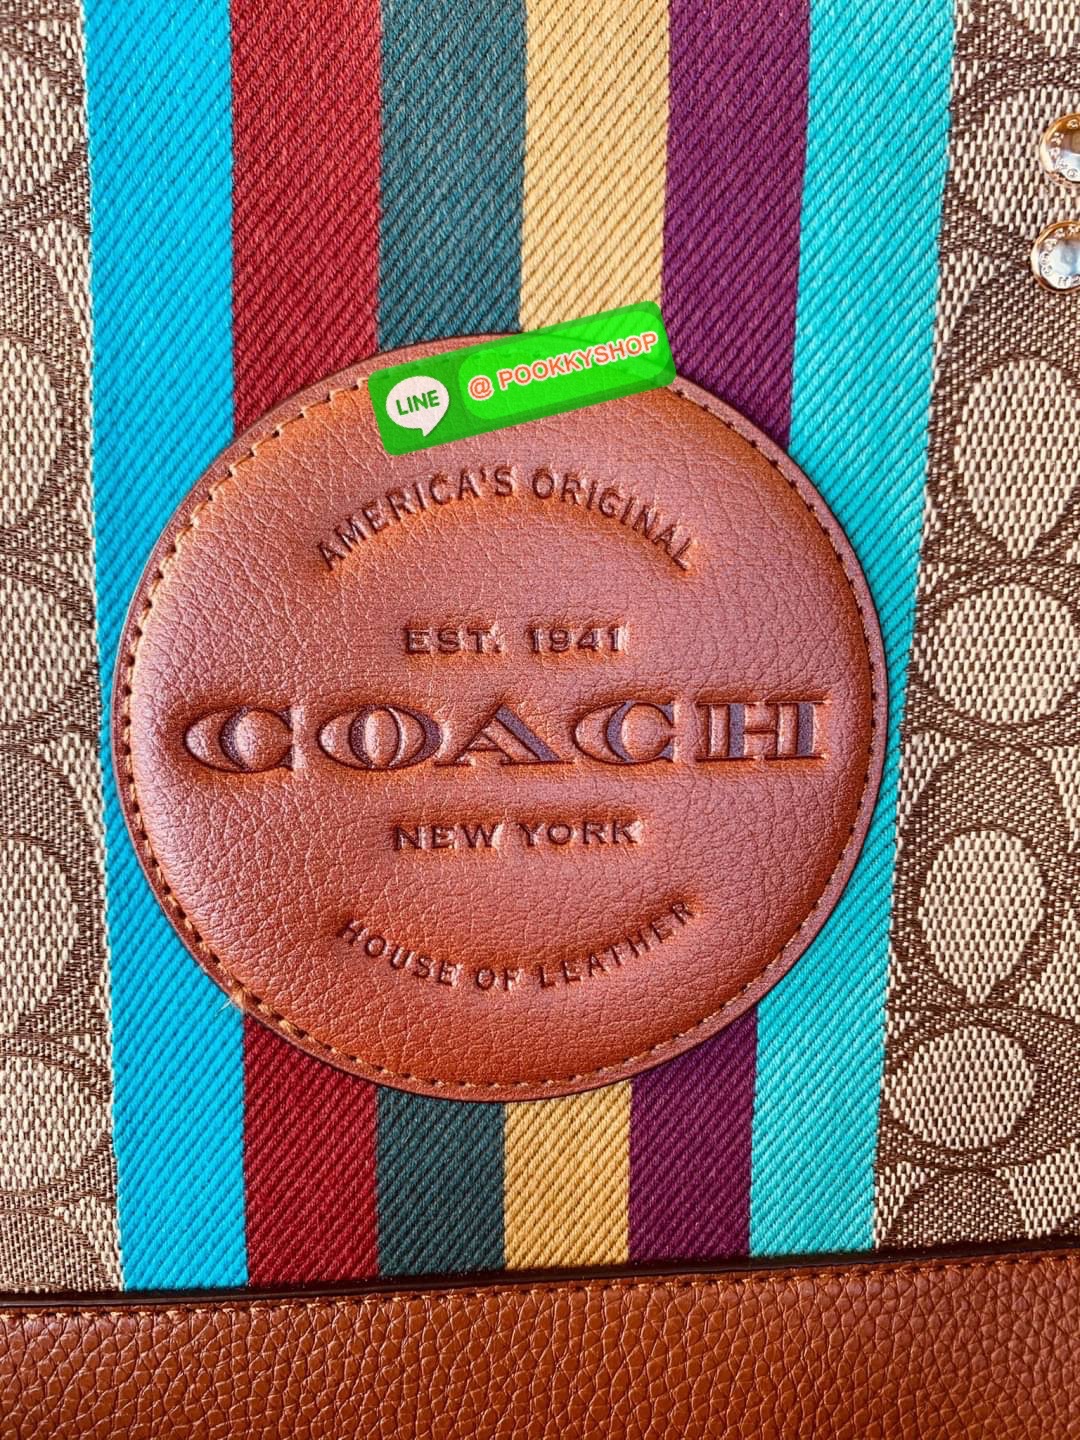 LINE @ POOKKYSHOP
AMERICA'S ORIGINAL
EST. 1941
COACH
NEW YORK
HOUSE OF LEATHER